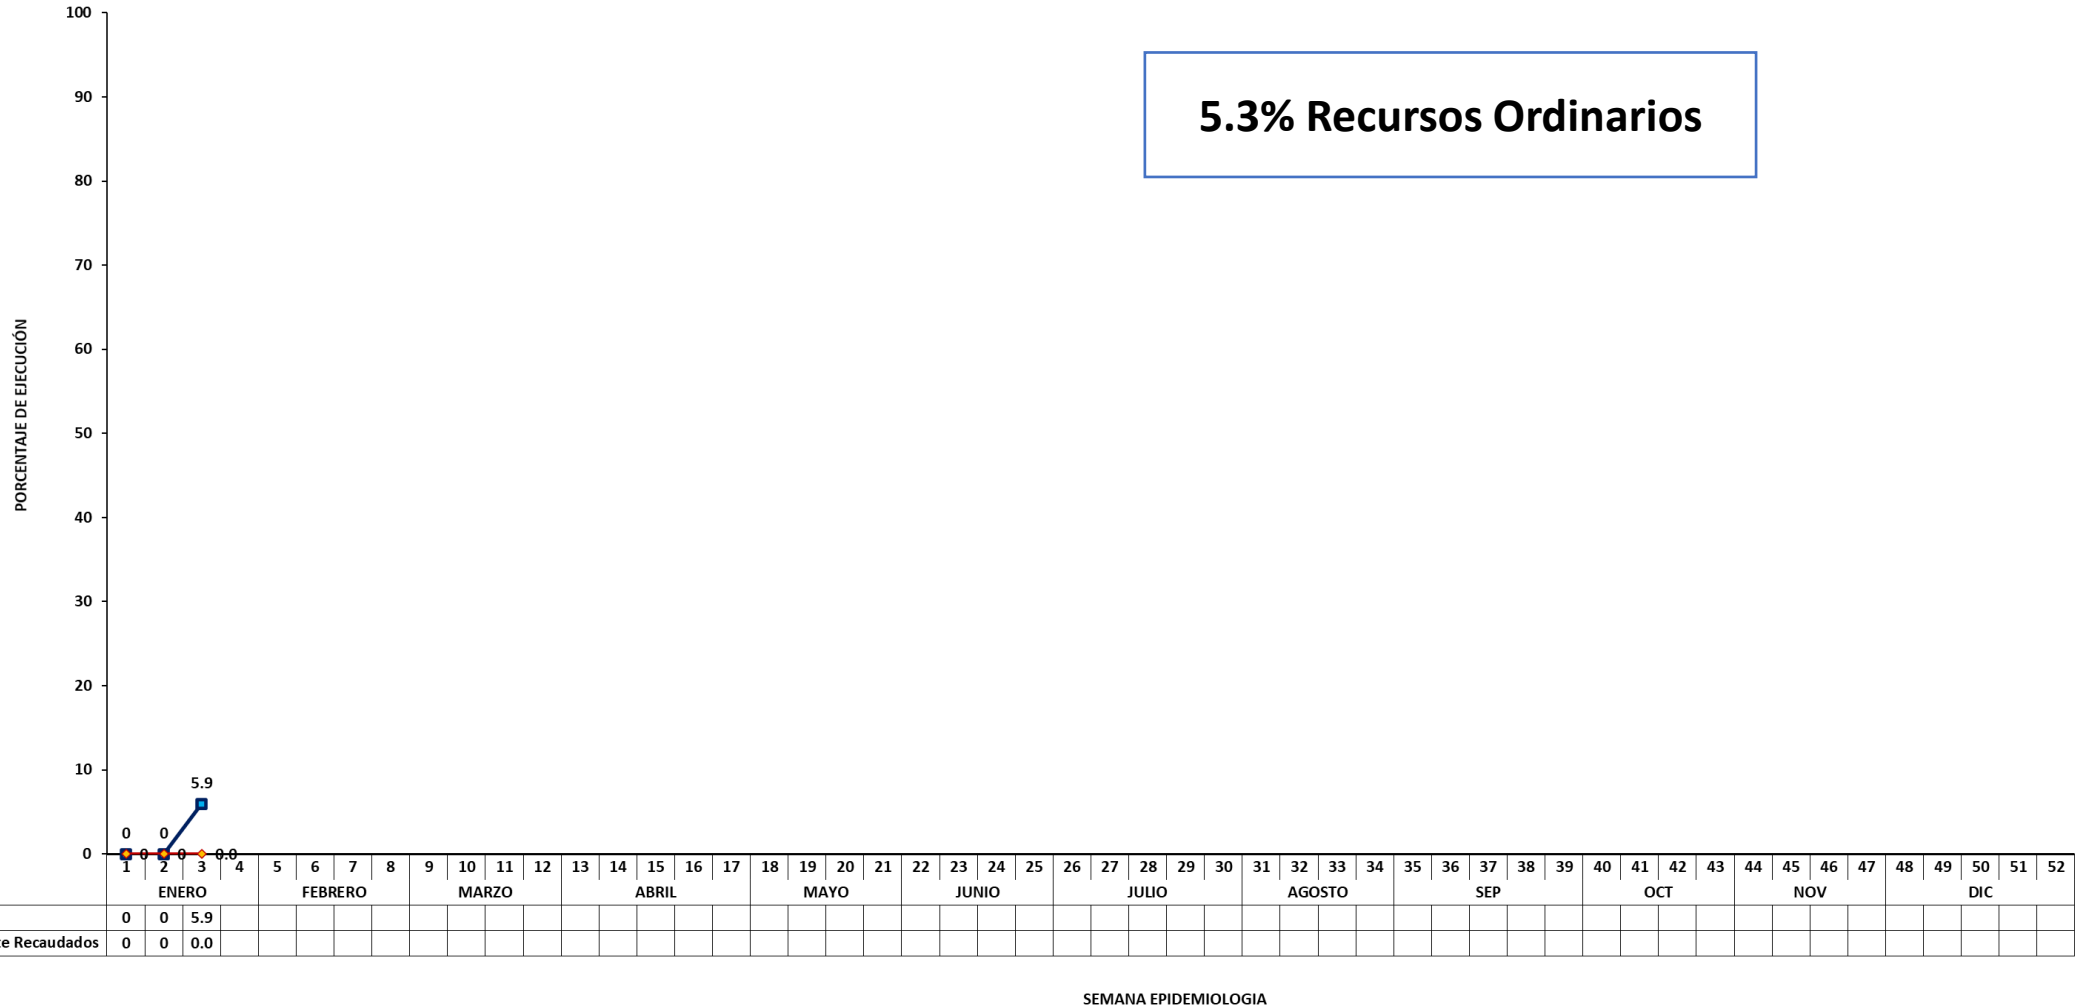 100
5.3% Recursos Ordinarios
90
80
70
60
PORCENTAJE DE EJECUCIÓN
50
40
30
20
10
5.9
0 0
0 0 0 0.0
1 2 3 4 5 6 7 8 9 10 11 12 13 14 15 16 17 18 19 20 21 22 23 24 25 26 27 28 29 30 31 32 33 34 35 36 37 38 39 40 41 42 43 44 45 46 47 48 49 50 51 52
ENERO FEBRERO MARZO ABRIL MAYO JUNIO JULIO AGOSTO SEP OCT NOV DIC
0 0 5.9
Recaudados 0 0 0.0
SEMANA EPIDEMIOLOGIA